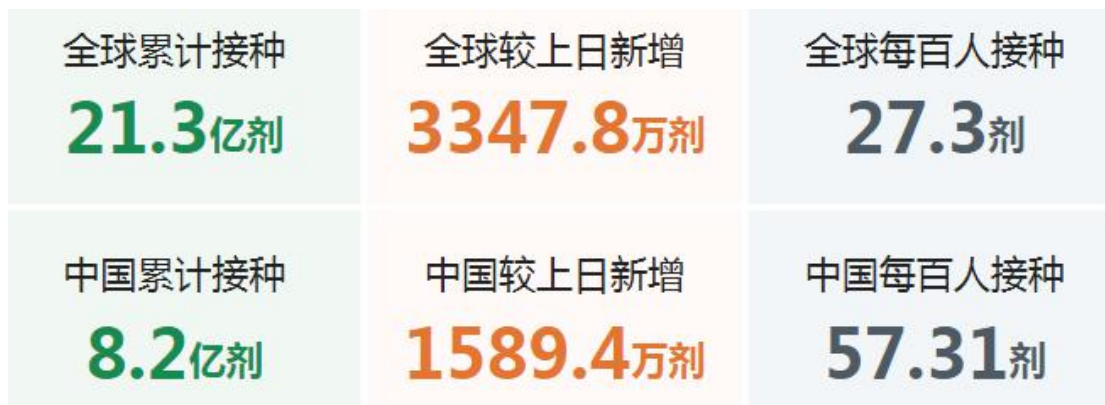 全球累计接种
21.3亿剂
全球较上日新增
3347.8万剂
全球每百人接种
27.3剂
中国累计接种
8.2亿剂
中国较上日新增
1589.4万剂
中国每百人接种
57.31剂